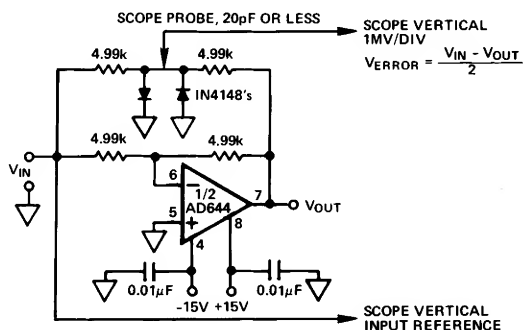 SCOPE PROBE, 20pF OR LESS
SCOPE VERTICAL
1MV/DIV
VERROR = VIN - VOUT
2
4.99k
4.99k
IN4148's
4.99k
4.99k
VIN
6
1/2
AD644
7
VOUT
5
+
4
8
0.01μF
-15V +15V
0.01μF
SCOPE VERTICAL
INPUT REFERENCE